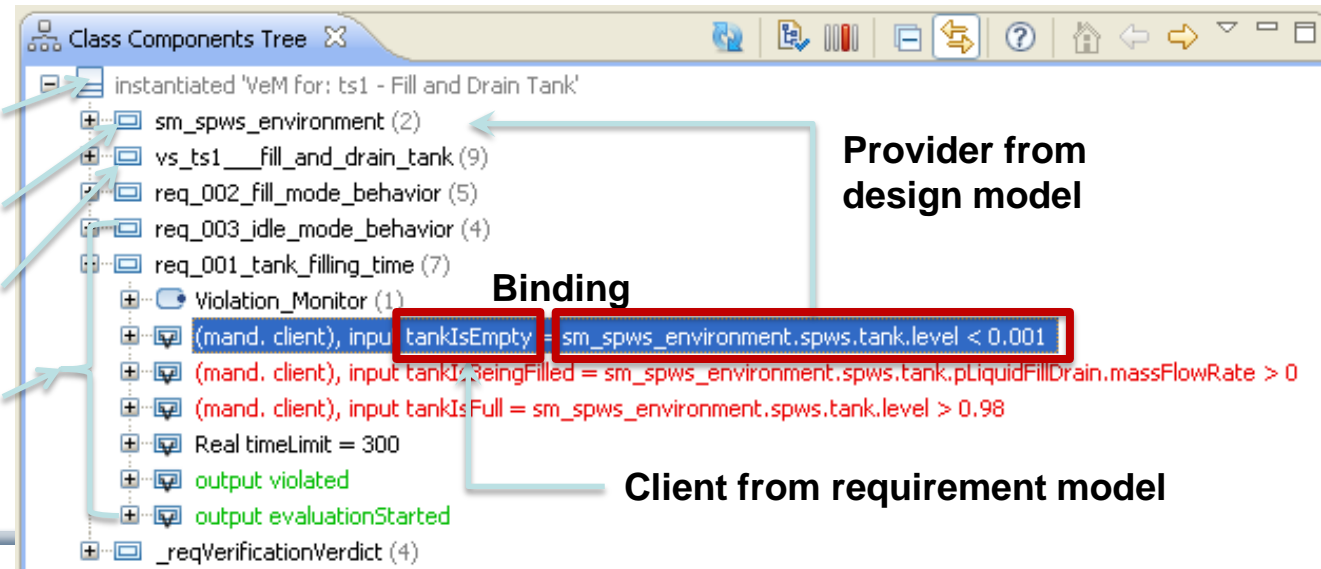 Class Components Tree
instantiated 'VeM for: ts1 - Fill and Drain Tank'
sm_spws_environment (2)
vs_ts1___fill_and_drain_tank (9)
Provider from
design model
req_002_fill_mode_behavior (5)
req_003_idle_mode_behavior (4)
req_001_tank_filling_time (7)
Binding
Violation_Monitor (1)
(mand. client), input tankIsEmpty = sm_spws_environment.spws.tank.level < 0.001
(mand. client), input tankIsBeingFilled = sm_spws_environment.spws.tank.pLiquidFillDrain.massFlowRate > 0
(mand. client), input tankIsFull = sm_spws_environment.spws.tank.level > 0.98
Real timeLimit = 300
output violated
Client from requirement model
output evaluationStarted
_reqVerificationVerdict (4)